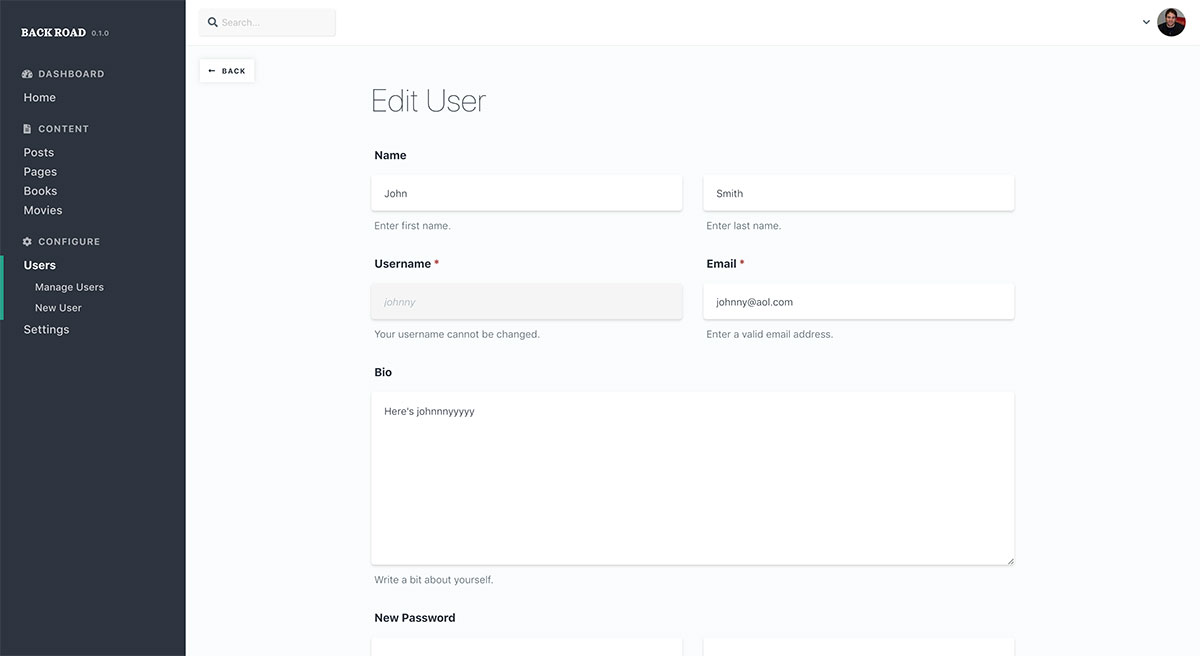 BACK ROAD 0.1.0
Search...
DASHBOARD
Home
CONTENT
Posts
Pages
Books
Movies
CONFIGURE
Users
Manage Users
New User
Settings
← BACK
Edit User
Name
John
Smith
Enter first name.
Enter last name.
Username *
Email *
johnny
johnny@aol.com
Your username cannot be changed.
Enter a valid email address.
Bio
Here's johnnnyyyyy
Write a bit about yourself.
New Password